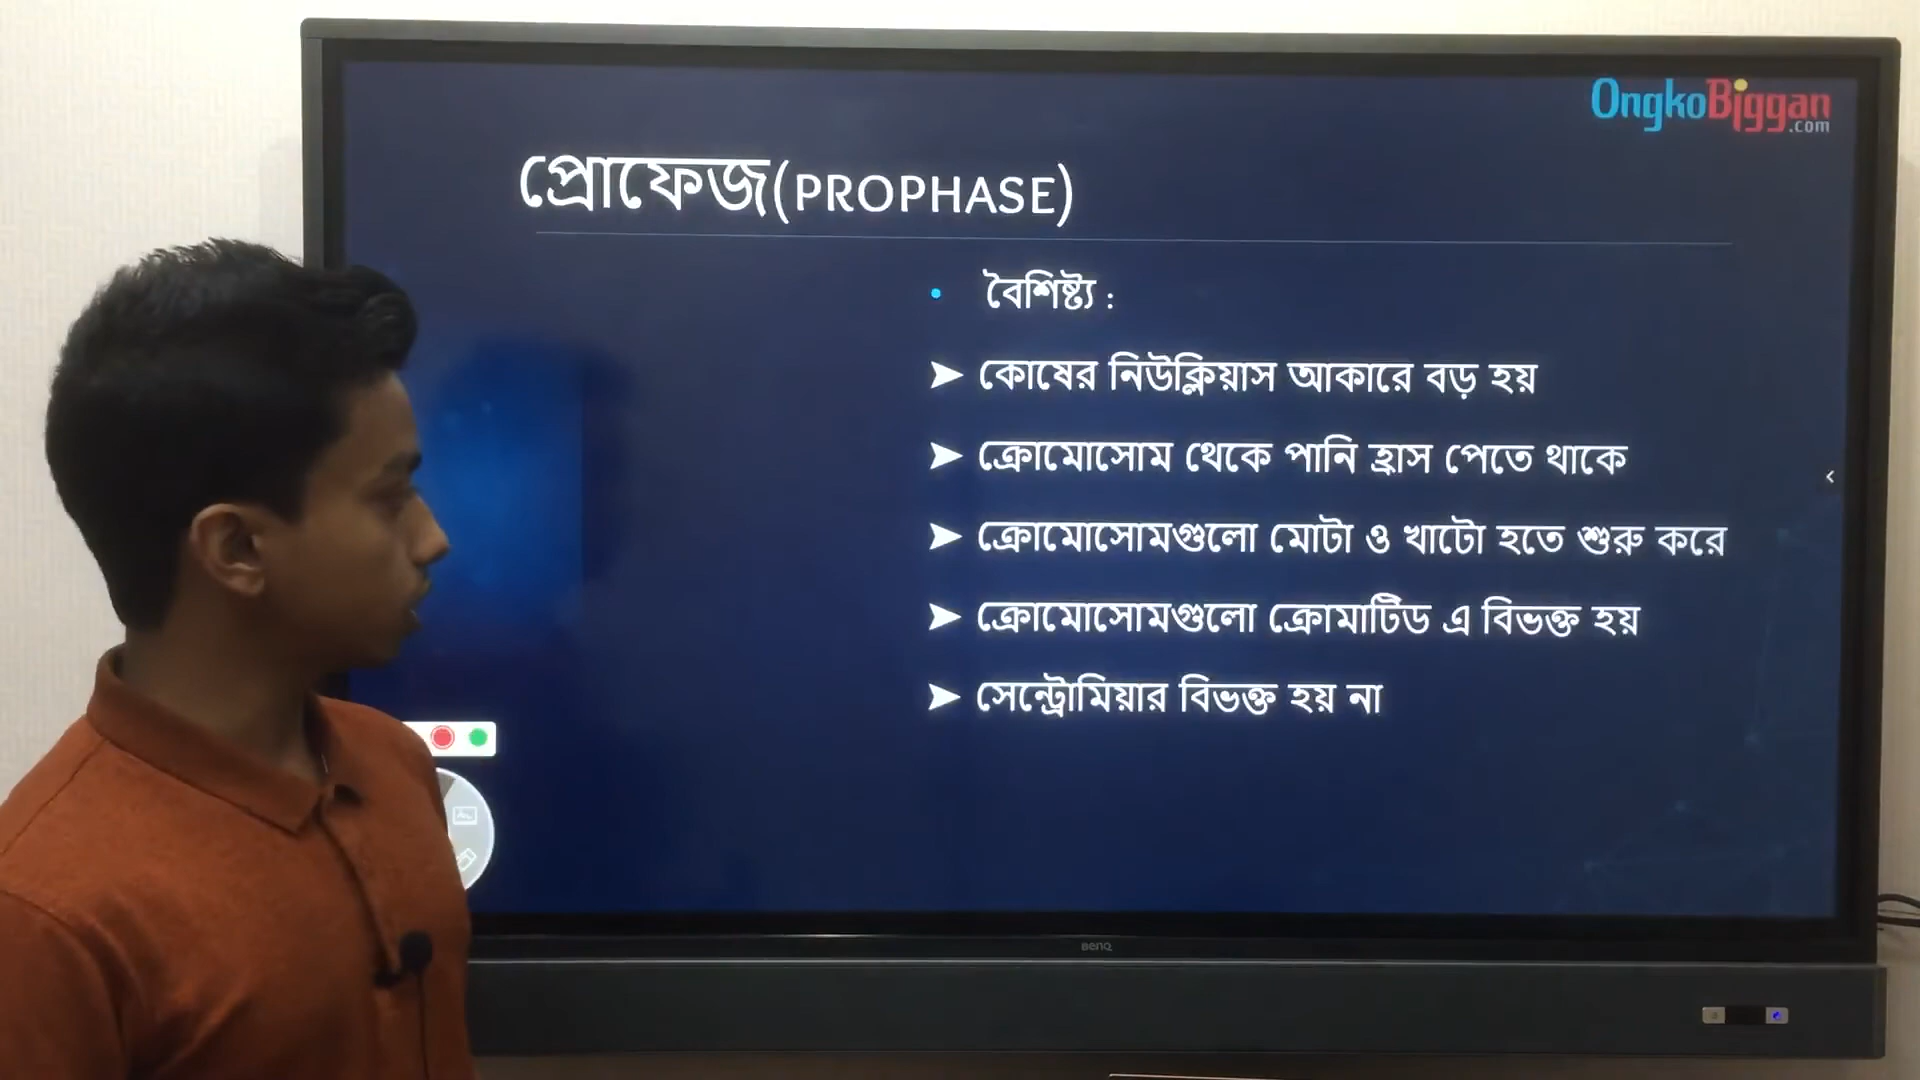 OngkoBiggan
.com
প্রোফেজ(PROPHASE)
• বৈশিষ্ট্য :
➤ কোষের নিউক্লিয়াস আকারে বড় হয়
➤ ক্রোমোসোম থেকে পানি হ্রাস পেতে থাকে
➤ ক্রোমোসোমগুলো মোটা ও খাটো হতে শুরু করে
➤ ক্রোমোসোমগুলো ক্রোমাটিড এ বিভক্ত হয়
➤ সেন্ট্রোমিয়ার বিভক্ত হয় না
BenQ